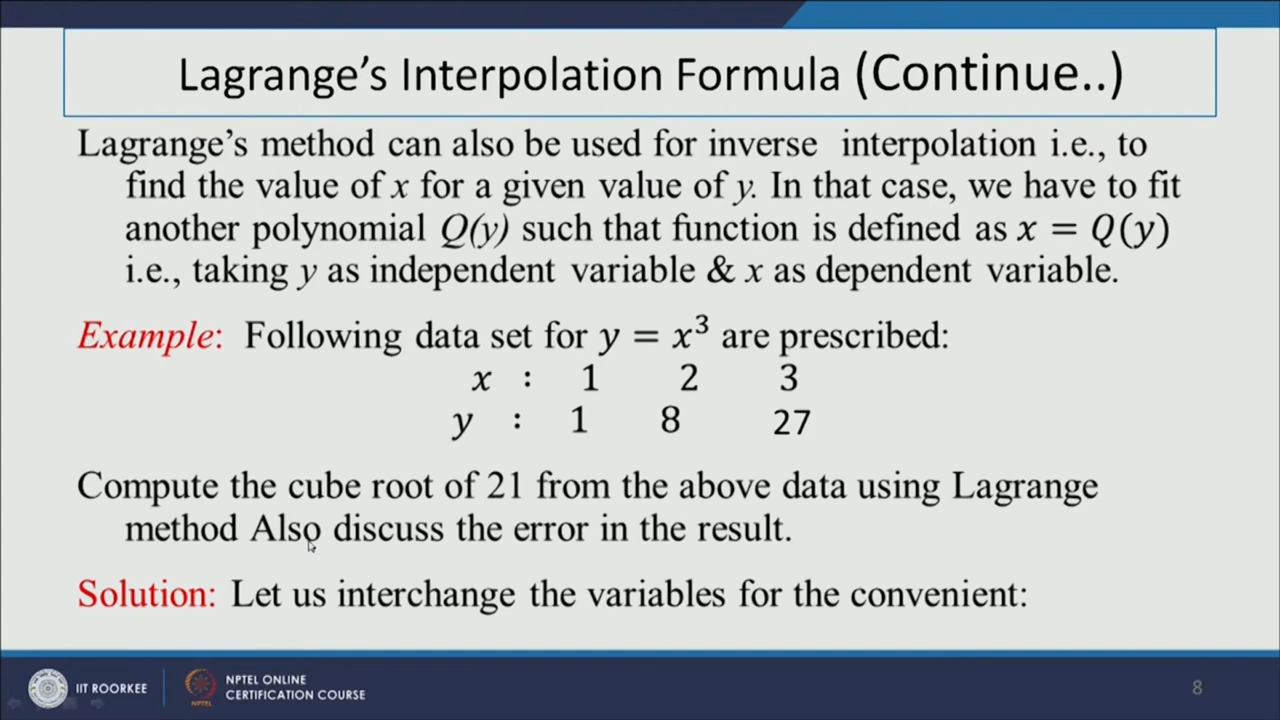 Lagrange's Interpolation Formula (Continue..)
Lagrange's method can also be used for inverse interpolation i.e., to
find the value of x for a given value of y. In that case, we have to fit
another polynomial Q(y) such that function is defined as x = Q(y)
i.e., taking y as independent variable & x as dependent variable.
Example: Following data set for y = x³ are prescribed:
x : 1 2 3
y : 1 8 27
Compute the cube root of 21 from the above data using Lagrange
method Also discuss the error in the result.
Solution: Let us interchange the variables for the convenient:
IIT ROORKEE
NPTEL
NPTEL ONLINE
CERTIFICATION COURSE
8